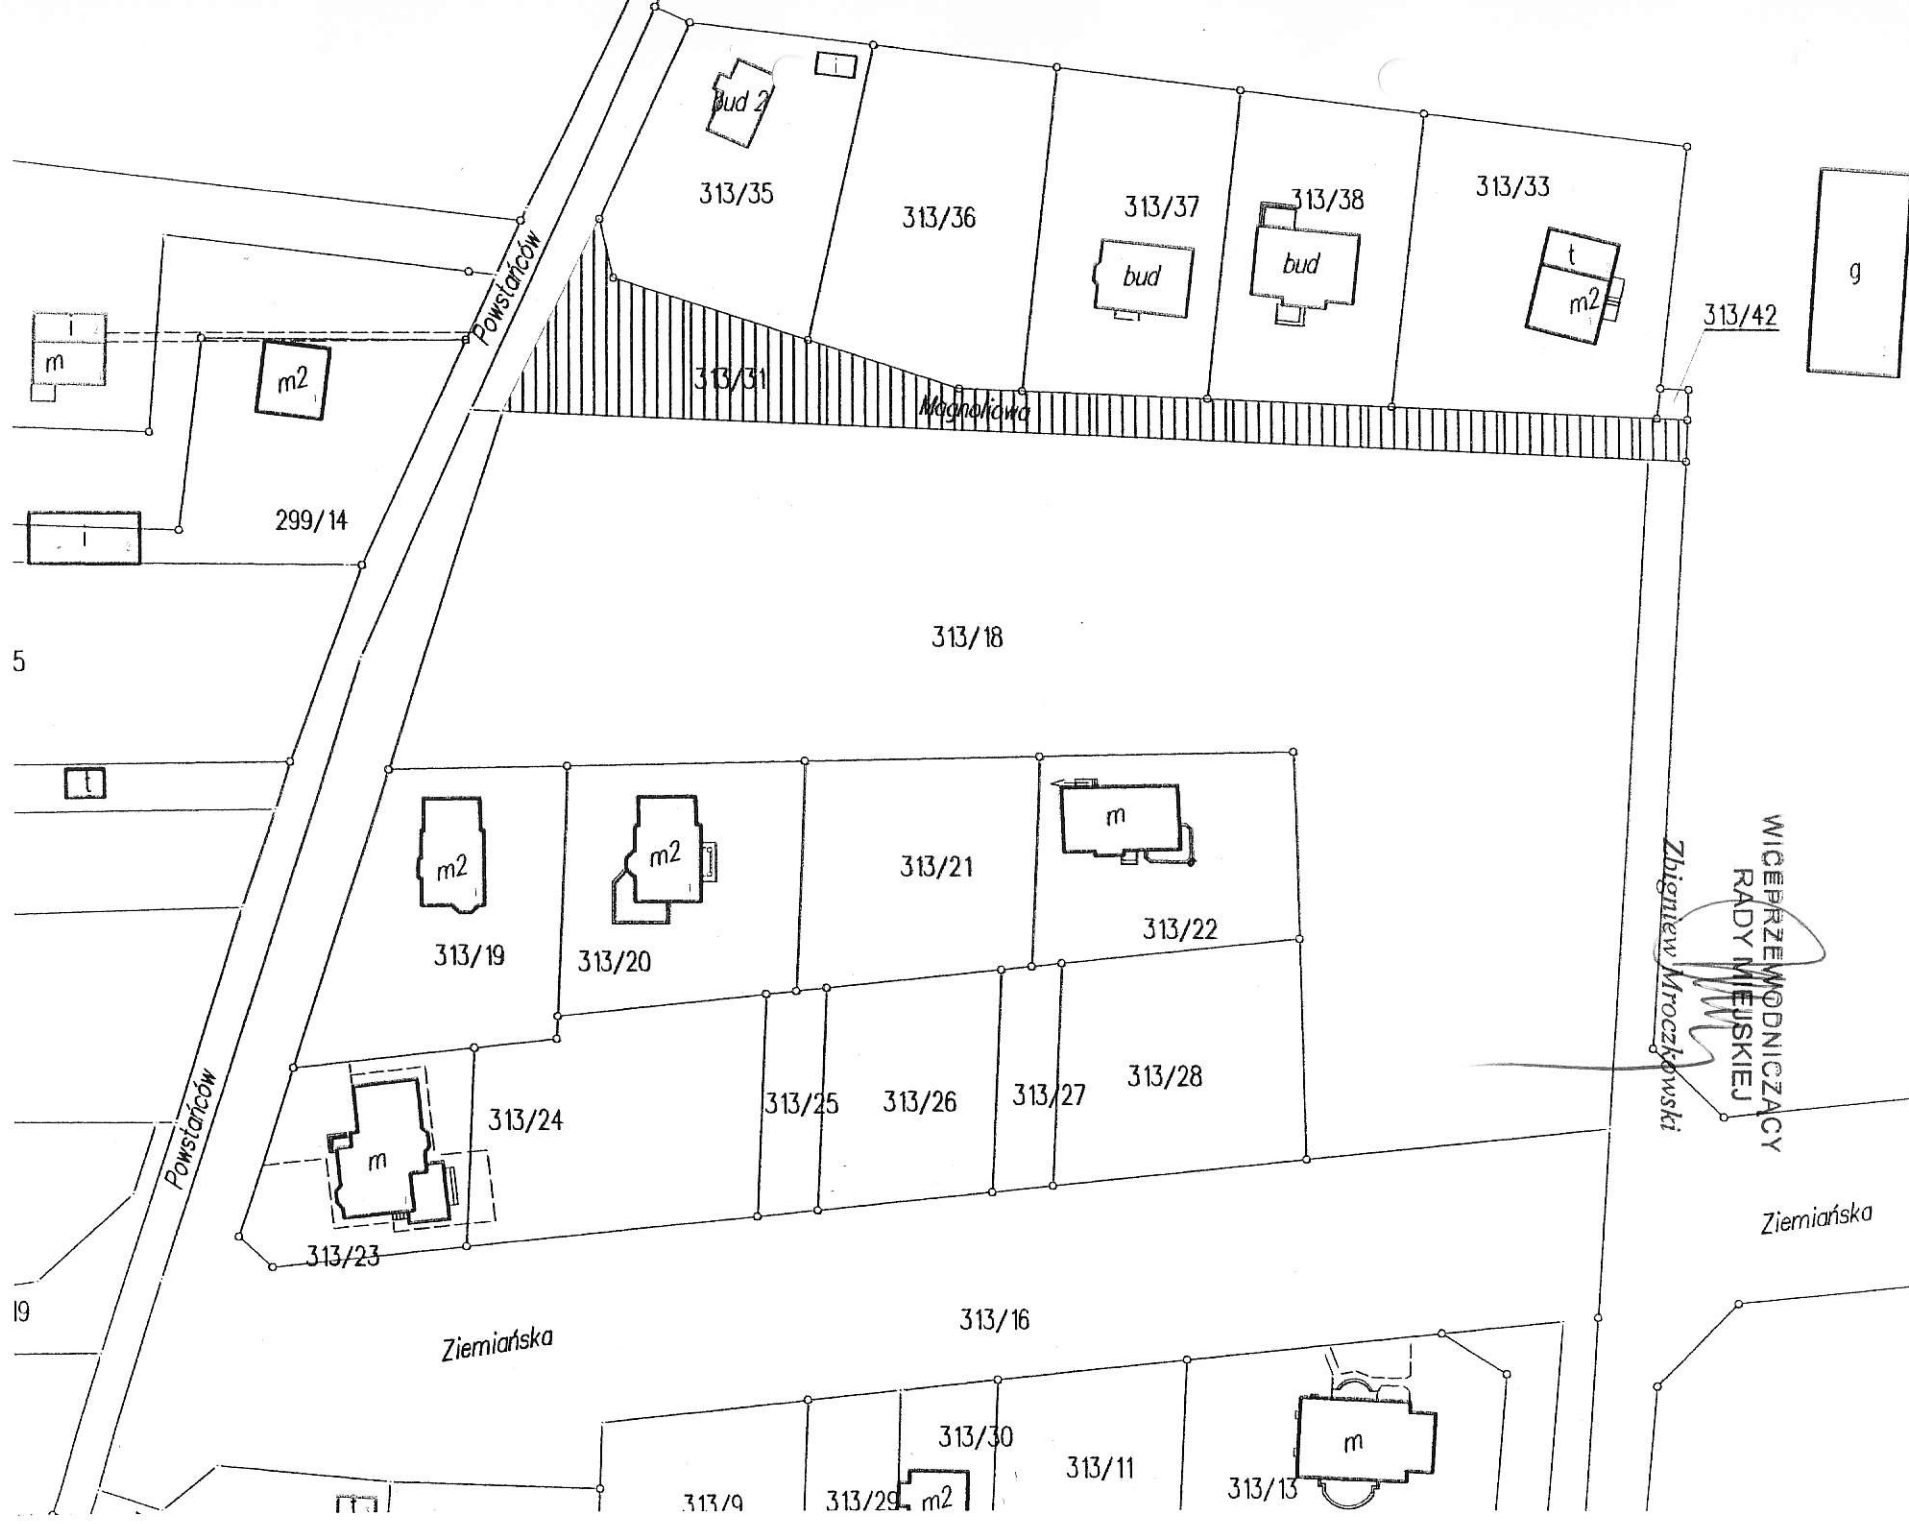 bud 2
i
313/35
313/36
313/37
313/38
313/33
bud
bud
t
m2
g
313/42
Powstańców
i
m
m2
313/31
Magnoliowa
299/14
i
313/18
5
t
m2
m2
i
313/21
m
313/22
313/19
313/20
WICEPRZEWODNICZĄCY
RADY MIEJSKIEJ
Zbigniew Mroczkowski
Powstańców
313/24
313/25
313/26
313/27
313/28
m
313/23
Ziemiańska
19
313/16
Ziemiańska
313/30
313/11
m
313/13
313/9
313/29
m2
t